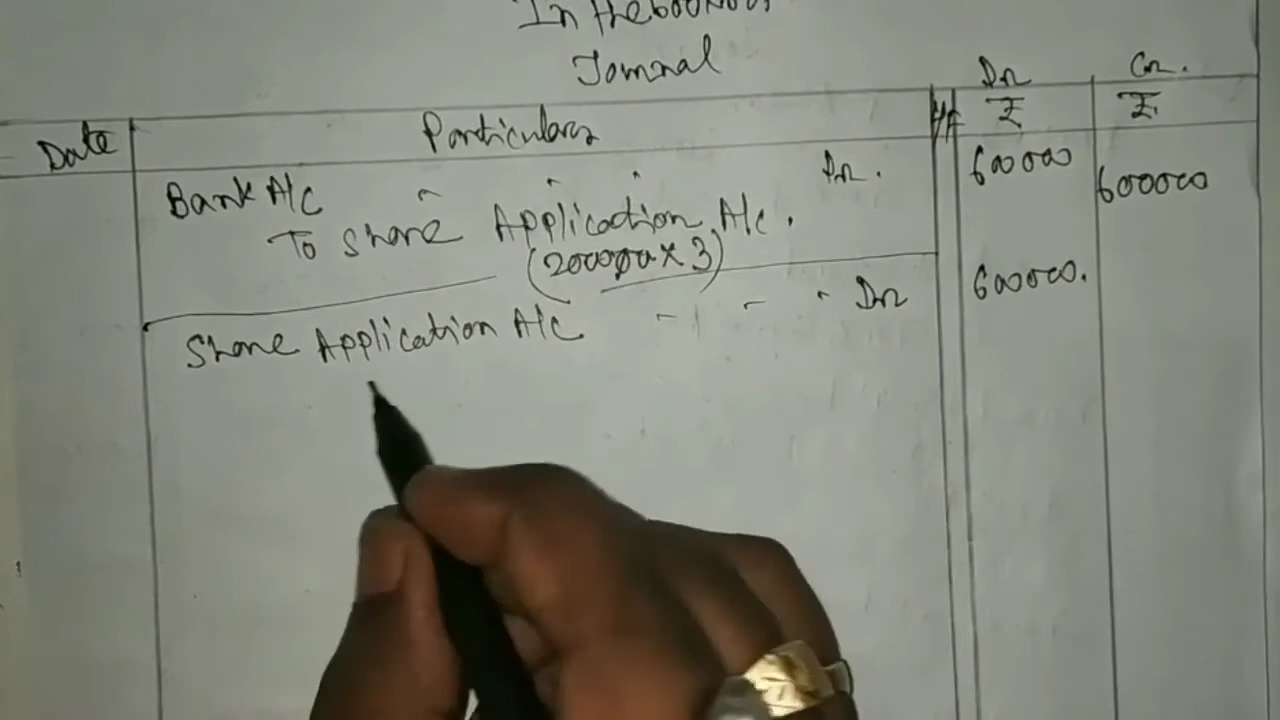 In the books of
Journal
Date Particulars L/F Dr ₹ Cr. ₹
Bank A/c Dr. 600000
To Share Application A/c. 600000
(200000 x 3)
Share Application A/c Dr 600000.